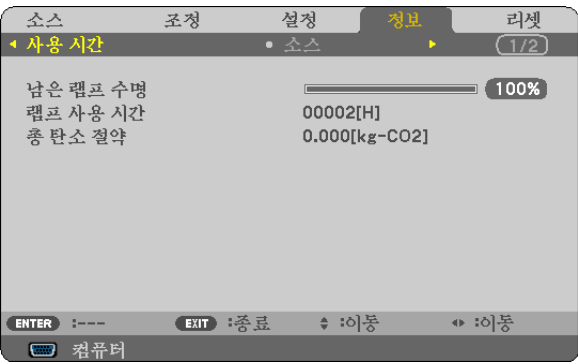 소스 조정 설정 정보 리셋
사용 시간 • 소스 (1/2)
남은 램프 수명 100%
램프 사용 시간 00002[H]
총 탄소 절약 0.000[kg-CO2]
ENTER :--- EXIT :종료 :이동 :이동
컴퓨터